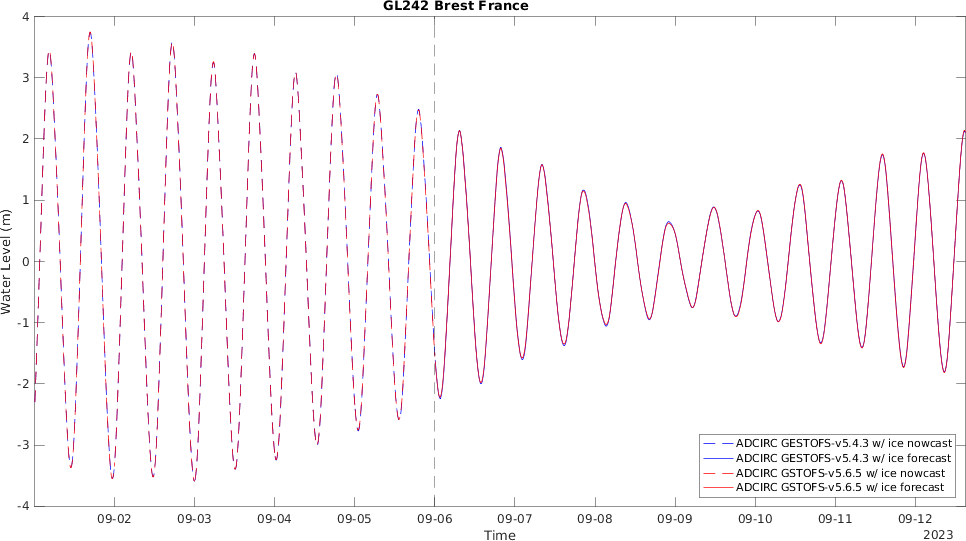 GL242 Brest France
4
3
2
1
0
-1
-2
-3
-4
Water Level (m)
09-02 09-03 09-04 09-05 09-06 09-07 09-08 09-09 09-10 09-11 09-12
Time
2023
ADCIRC GESTOFS-v5.4.3 w/ ice nowcast
ADCIRC GESTOFS-v5.4.3 w/ ice forecast
ADCIRC GSTOFS-v5.6.5 w/ ice nowcast
ADCIRC GSTOFS-v5.6.5 w/ ice forecast